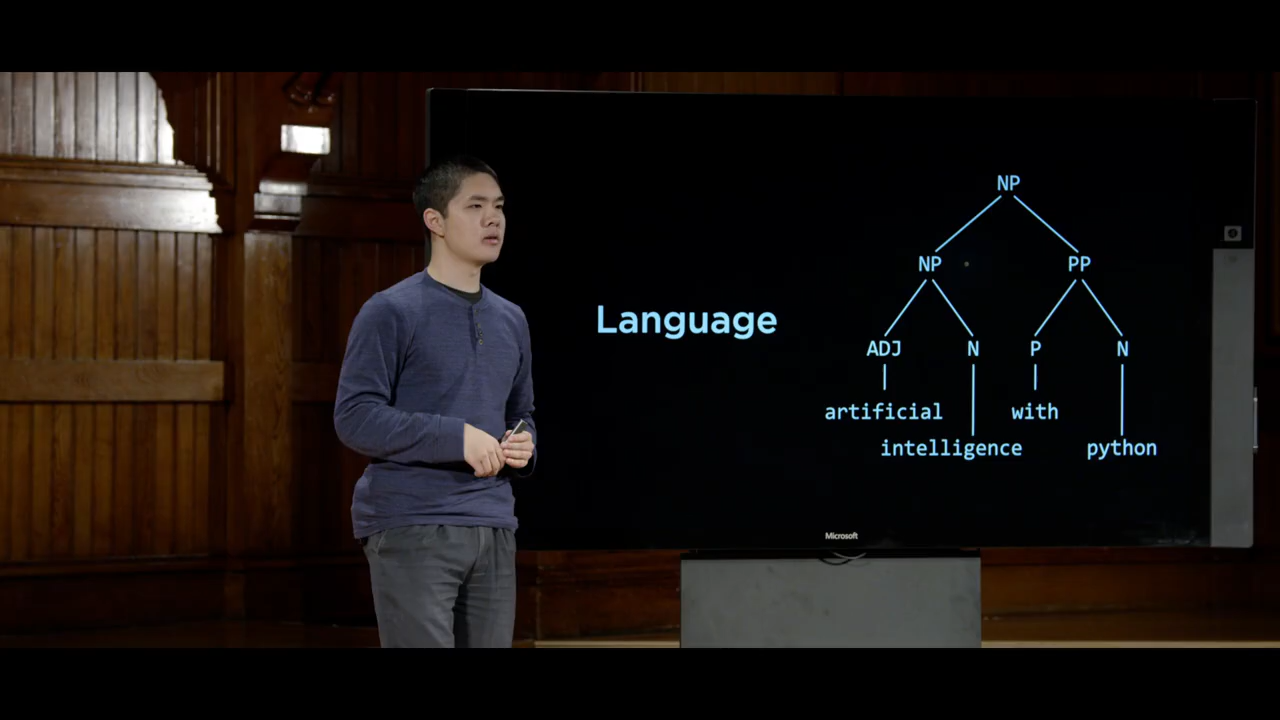 Language
NP
NP PP
ADJ N P N
artificial with
intelligence python
Microsoft